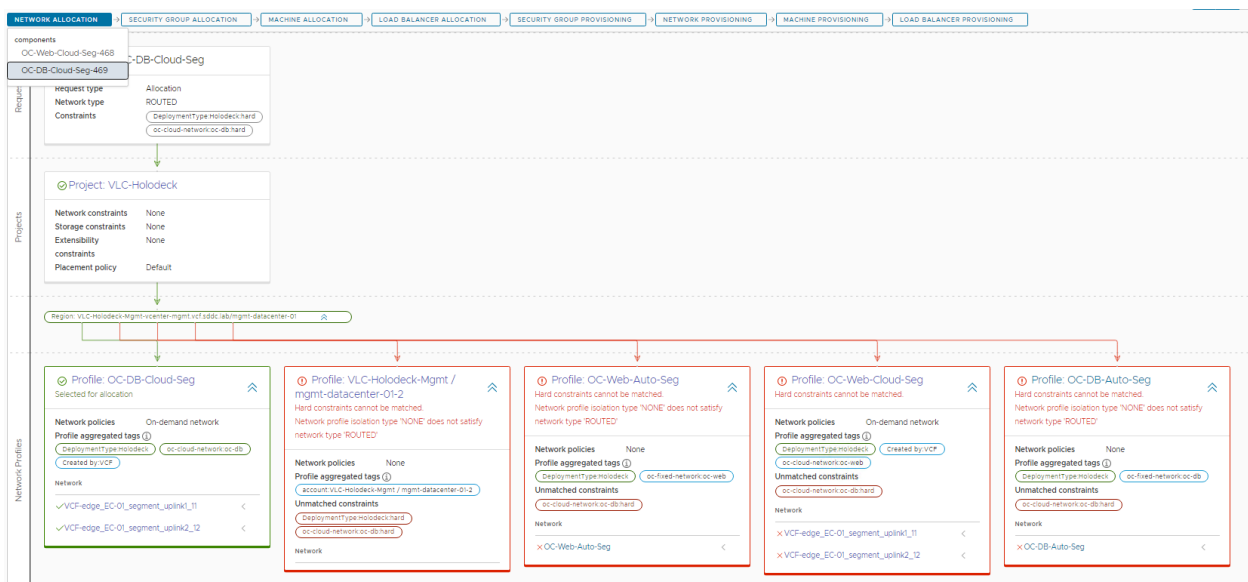 NETWORK ALLOCATION
SECURITY GROUP ALLOCATION
MACHINE ALLOCATION
LOAD BALANCER ALLOCATION
SECURITY GROUP PROVISIONING
NETWORK PROVISIONING
MACHINE PROVISIONING
LOAD BALANCER PROVISIONING
components
OC-Web-Cloud-Seg-468
OC-DB-Cloud-Seg-469
C-DB-Cloud-Seg
Request type Allocation
Network type ROUTED
Constraints DeploymentType:Holodeck:hard
oc-cloud-network:oc-db:hard
Projects
Project: VLC-Holodeck
Network constraints None
Storage constraints None
Extensibility None
constraints
Placement policy Default
Region: VLC-Holodeck-Mgmt-vcenter-mgmt.vcf.sddc.lab/mgmt-datacenter-01
Network Profiles
Profile: OC-DB-Cloud-Seg
Selected for allocation
Network policies On-demand network
Profile aggregated tags
DeploymentType:Holodeck oc-cloud-network:oc-db
Created by:VCF
Network
VCF-edge_EC-01_segment_uplink1_11
VCF-edge_EC-01_segment_uplink2_12
Profile: VLC-Holodeck-Mgmt /
mgmt-datacenter-01-2
Hard constraints cannot be matched.
Network profile isolation type 'NONE' does not satisfy
network type 'ROUTED'
Network policies None
Profile aggregated tags
account:VLC-Holodeck-Mgmt / mgmt-datacenter-01-2
Unmatched constraints
DeploymentType:Holodeck:hard
oc-cloud-network:oc-db:hard
Network
Profile: OC-Web-Auto-Seg
Hard constraints cannot be matched.
Network profile isolation type 'NONE' does not satisfy
network type 'ROUTED'
Network policies None
Profile aggregated tags
DeploymentType:Holodeck oc-fixed-network:oc-web
Unmatched constraints
oc-cloud-network:oc-db:hard
Network
OC-Web-Auto-Seg
Profile: OC-Web-Cloud-Seg
Hard constraints cannot be matched.
Network policies On-demand network
Profile aggregated tags
DeploymentType:Holodeck Created by:VCF
oc-cloud-network:oc-web
Unmatched constraints
oc-cloud-network:oc-db:hard
Network
VCF-edge_EC-01_segment_uplink1_11
VCF-edge_EC-01_segment_uplink2_12
Profile: OC-DB-Auto-Seg
Hard constraints cannot be matched.
Network profile isolation type 'NONE' does not satisfy
network type 'ROUTED'
Network policies None
Profile aggregated tags
DeploymentType:Holodeck oc-fixed-network:oc-db
Unmatched constraints
oc-cloud-network:oc-db:hard
Network
OC-DB-Auto-Seg